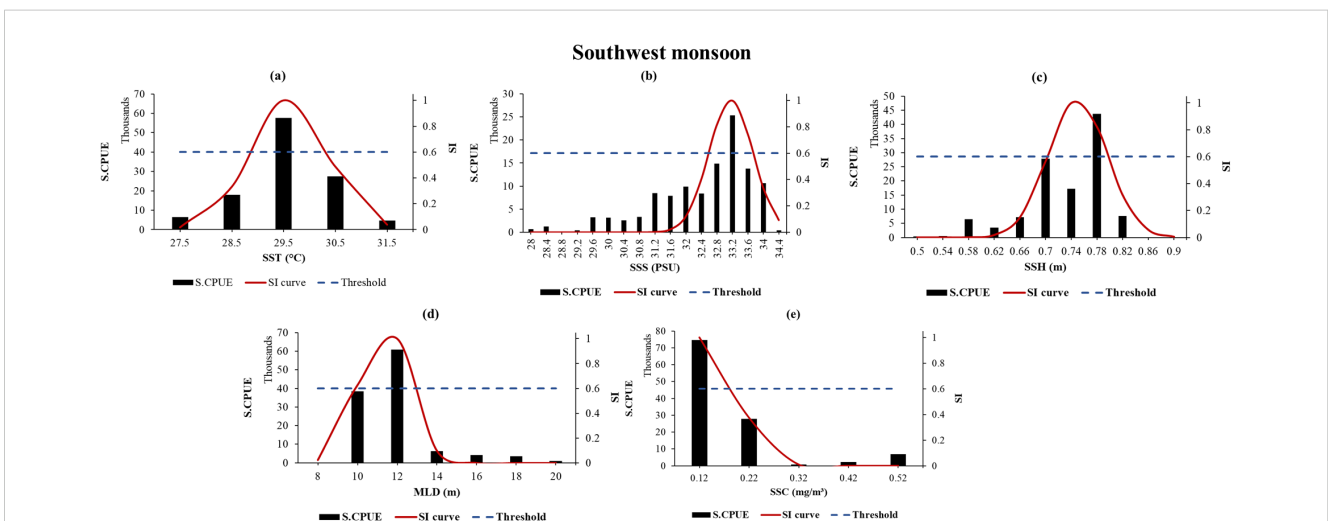 Southwest monsoon
(a)
S.CPUE
Thousands
70
60
50
40
30
20
10
0
1
0.8
0.6
0.4
0.2
0
SI
27.5 28.5 29.5 30.5 31.5
SST (°C)
S.CPUE SI curve Threshold
(b)
S.CPUE
Thousands
30
25
20
15
10
5
0
1
0.8
0.6
0.4
0.2
0
SI
28 28.4 28.8 29.2 29.6 30 30.4 30.8 31.2 31.6 32 32.4 32.8 33.2 33.6 34 34.4
SSS (PSU)
S.CPUE SI curve Threshold
(c)
S.CPUE
Thousands
50
45
40
35
30
25
20
15
10
5
0
1
0.8
0.6
0.4
0.2
0
SI
0.5 0.54 0.58 0.62 0.66 0.7 0.74 0.78 0.82 0.86 0.9
SSH (m)
S.CPUE SI curve Threshold
(d)
S.CPUE
Thousands
70
60
50
40
30
20
10
0
1
0.8
0.6
0.4
0.2
0
SI
8 10 12 14 16 18 20
MLD (m)
S.CPUE SI curve Threshold
(e)
S.CPUE
Thousands
80
70
60
50
40
30
20
10
0
1
0.8
0.6
0.4
0.2
0
SI
0.12 0.22 0.32 0.42 0.52
SSC (mg/m³)
S.CPUE SI curve Threshold